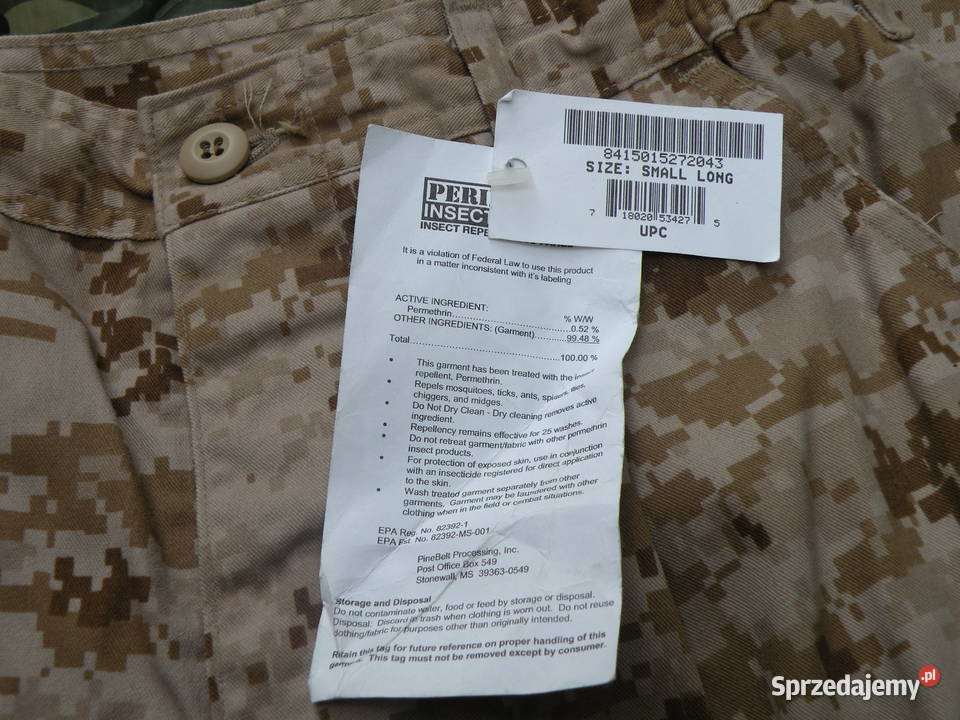 8415015272043
SIZE: SMALL LONG
7 18020 53427 5
UPC
INSECT
INSECT
It is a violation of Federal Law to use this product
in a matter inconsistent with it's labeling
ACTIVE INGREDIENT: % W/W
Permethrin......................................0.52 %
OTHER INGREDIENTS: (Garment)..........99.48 %
Total......................................................100.00 %
• This garment has been treated with the insect
repellent, Permethrin.
• Repels mosquitoes, ticks, ants, spiders, flies,
chiggers, and midges.
• Do Not Dry Clean - Dry cleaning removes active
ingredient.
• Repellency remains effective for 25 washes.
• Do not retreat garment/fabric with other permethrin
insect products.
• For protection of exposed skin, use in conjunction
with an insecticide registered for direct application
to the skin.
• Wash treated garment separately from other
garments. Garment may be laundered with other
clothing when in the field or combat situations.
EPA Reg. No. 82392-1
EPA Est. No. 82392-MS-001
PineBelt Processing, Inc.
Post Office Box 549
Stonewall, MS 39363-0549
Storage and Disposal
Do not contaminate water, food or feed by storage or disposal.
Disposal: Discard in trash when clothing is worn out. Do not reuse
clothing/fabric for purposes other than originally intended.
Ritain this tag for future reference on proper handling of this
garment. This tag must not be removed except by consumer.
Sprzedajemy.pl